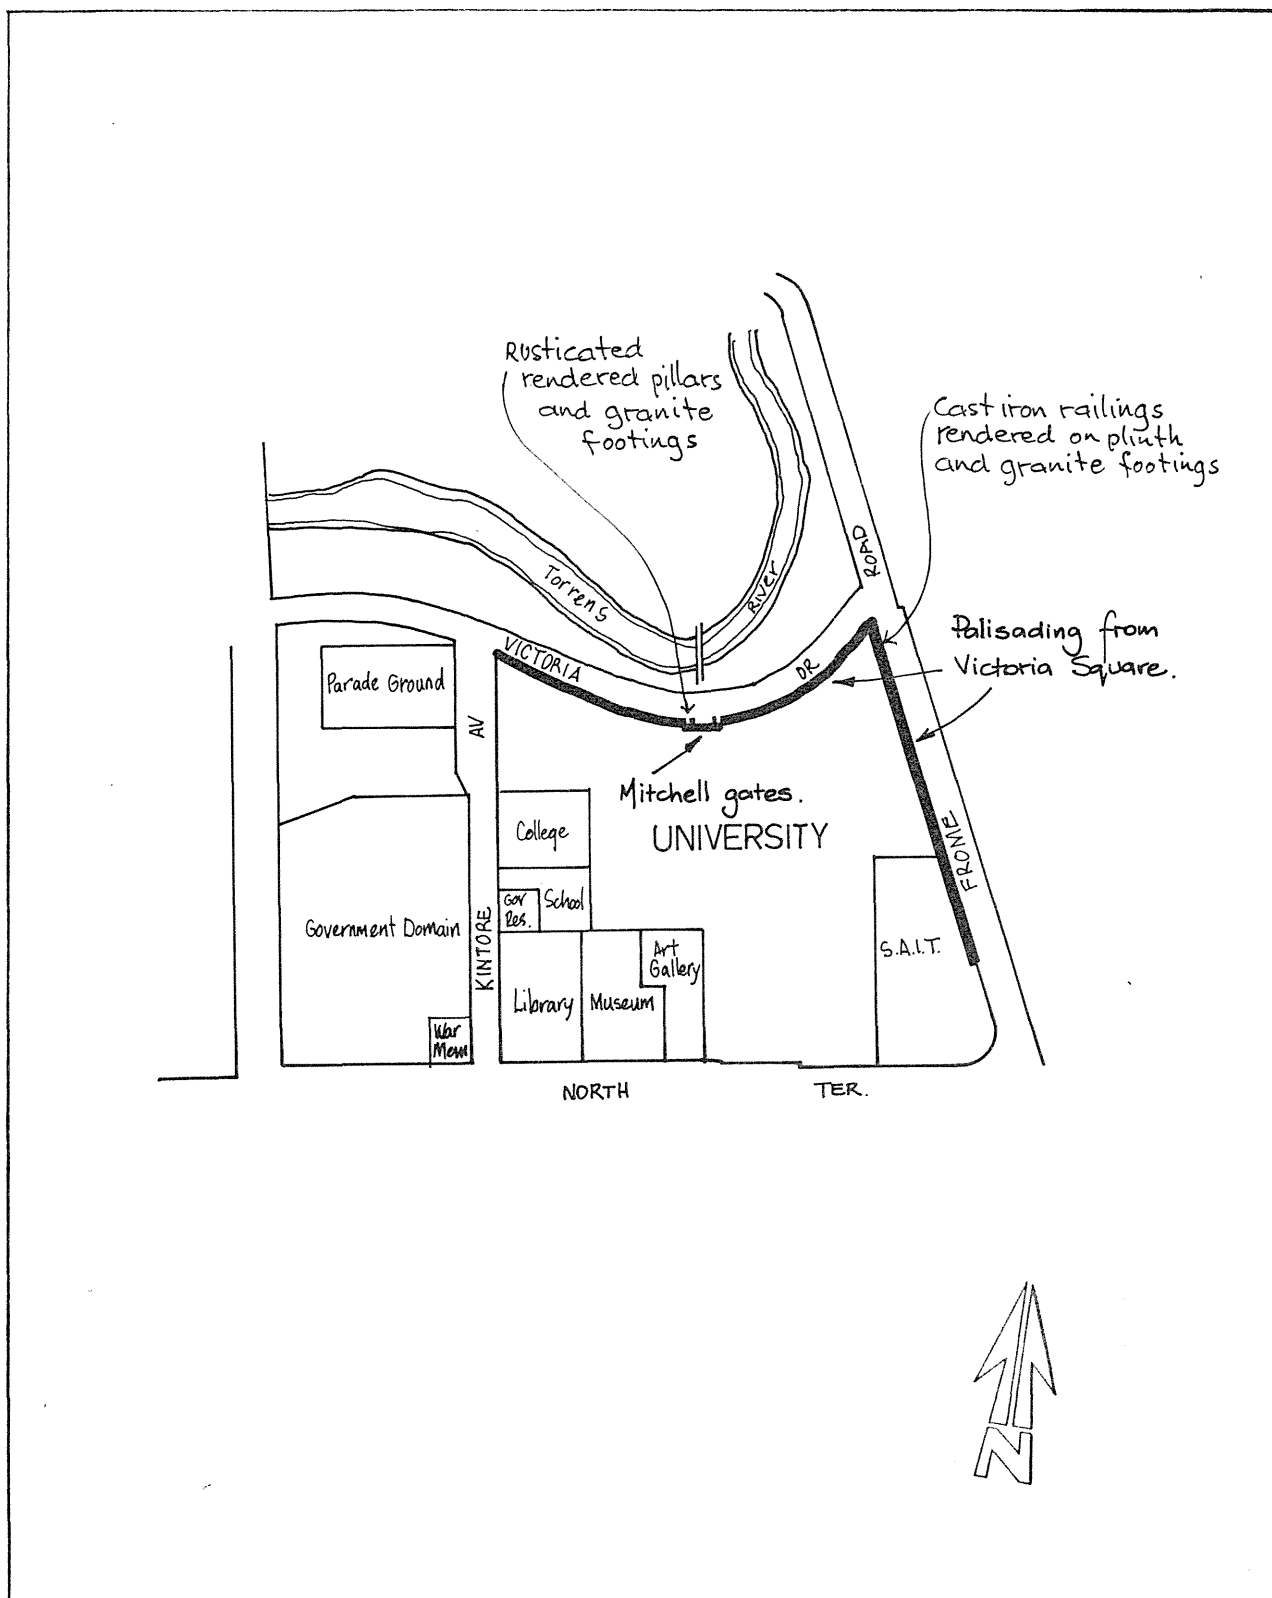 Rusticated
rendered pillars
and granite
footings
Cast iron railings
rendered on plinth
and granite footings
ROAD
Torrens
RIVER
Palisading from
Victoria Square.
VICTORIA
DR
Parade Ground
AV
Mitchell gates.
UNIVERSITY
College
FROME
Gov
Res.
School
Government Domain
KINTORE
Art
Gallery
S.A.I.T.
Library
Museum
War
Mem
NORTH
TER.
N